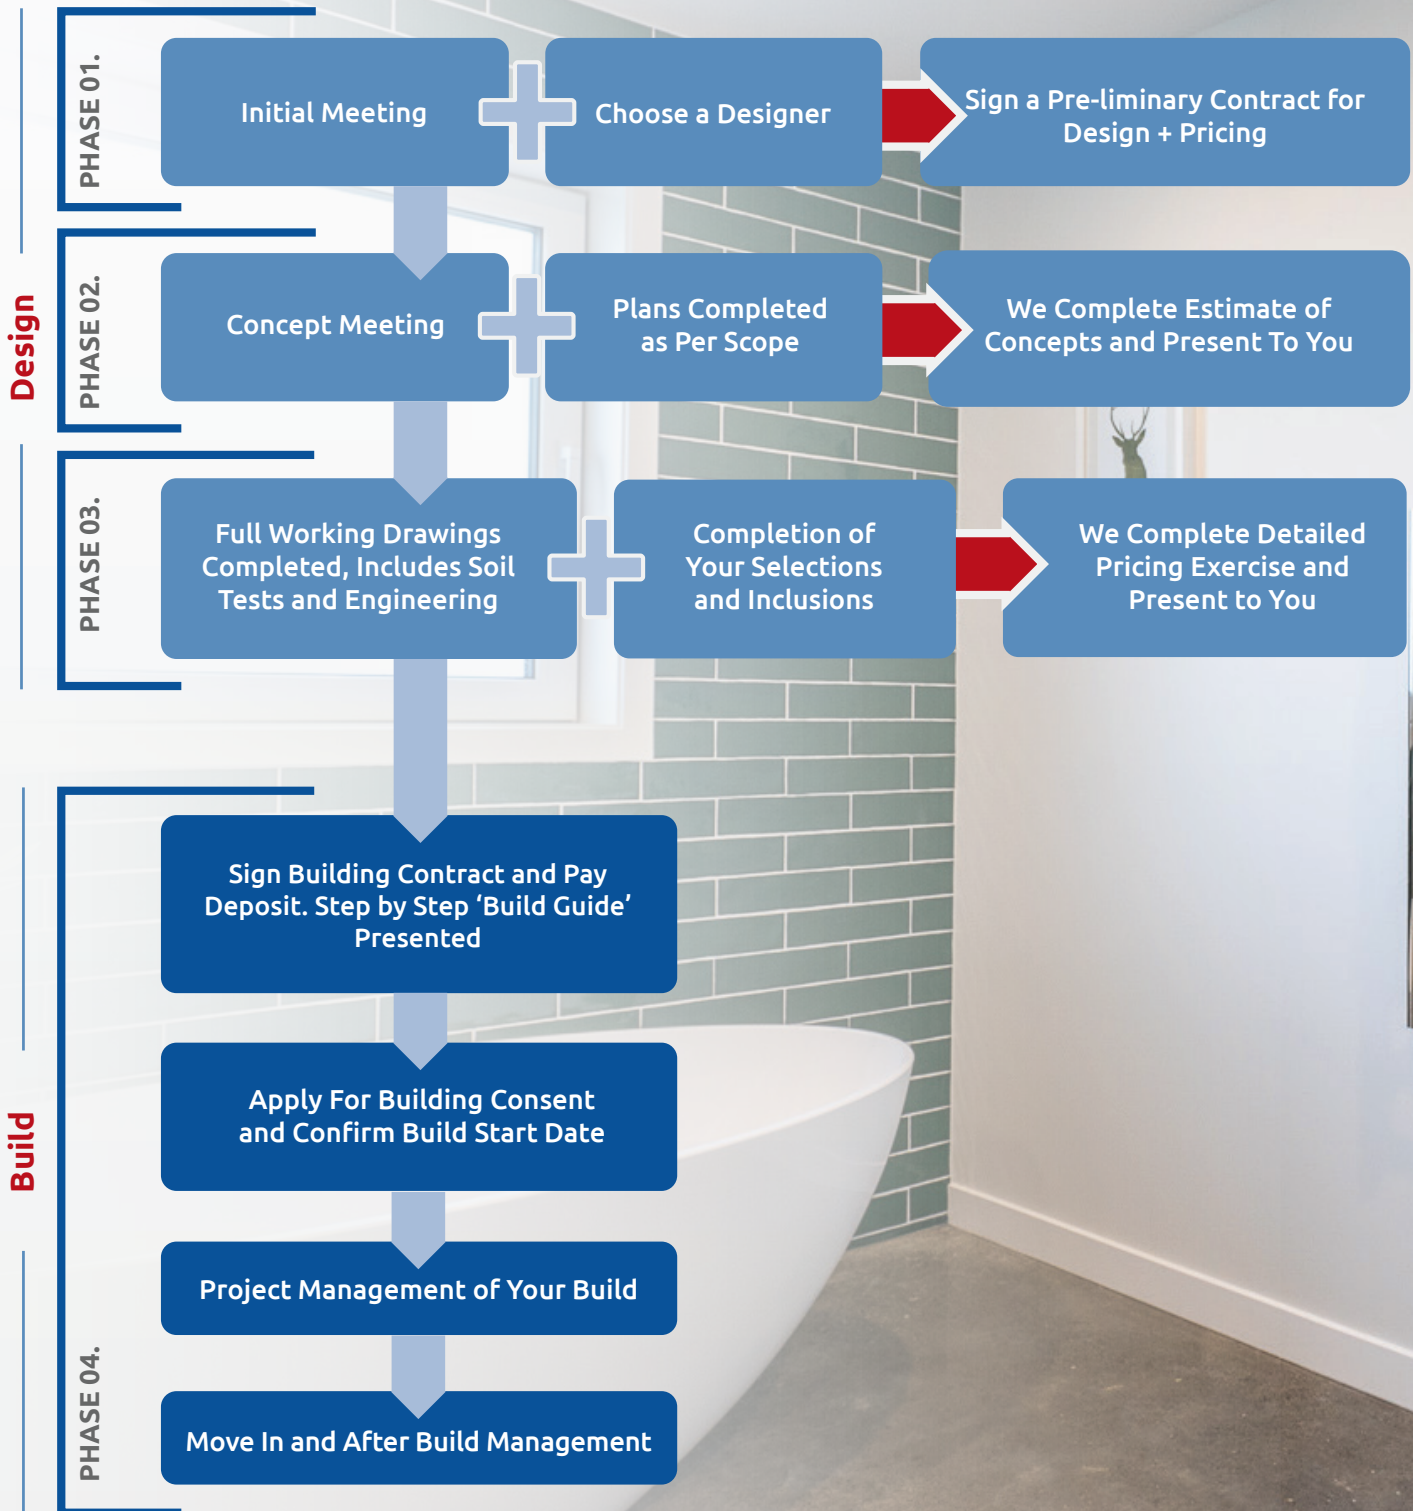 Design
PHASE 01.
Initial Meeting
Choose a Designer
Sign a Pre-liminary Contract for
Design + Pricing
PHASE 02.
Concept Meeting
Plans Completed
as Per Scope
We Complete Estimate of
Concepts and Present To You
PHASE 03.
Full Working Drawings
Completed, Includes Soil
Tests and Engineering
Completion of
Your Selections
and Inclusions
We Complete Detailed
Pricing Exercise and
Present to You
Build
PHASE 04.
Sign Building Contract and Pay
Deposit. Step by Step ‘Build Guide’
Presented
Apply For Building Consent
and Confirm Build Start Date
Project Management of Your Build
Move In and After Build Management